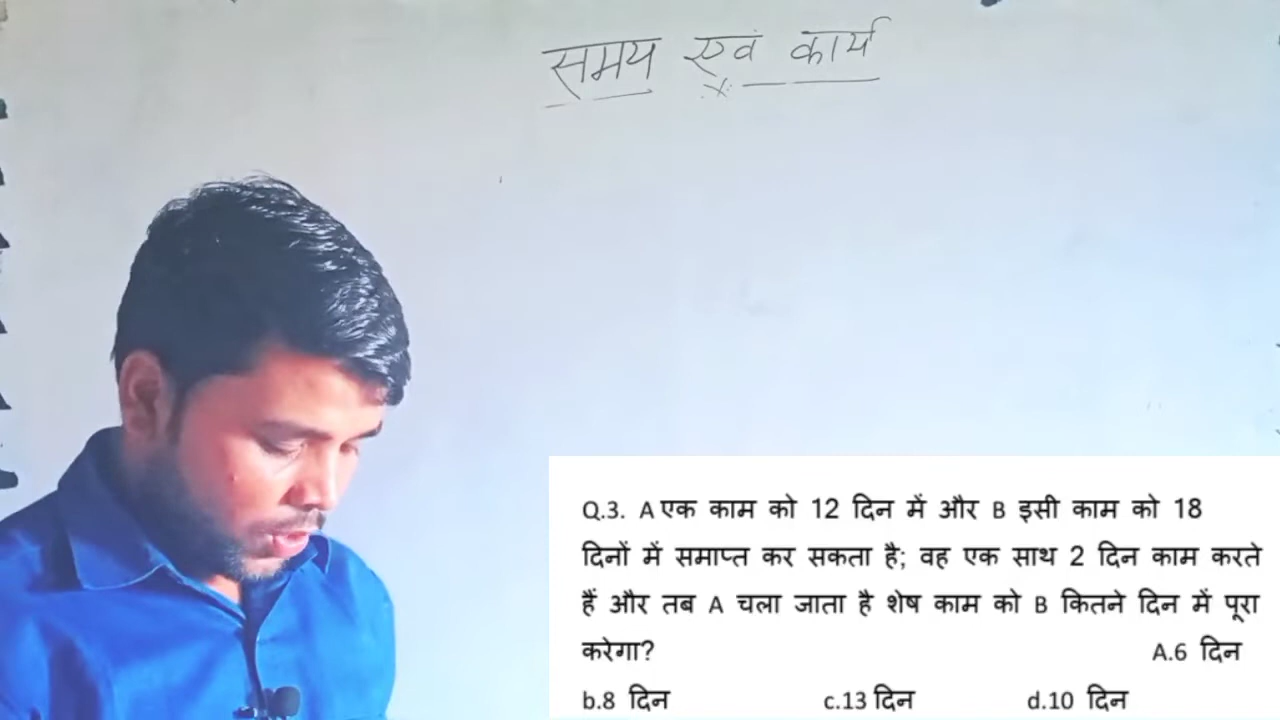 समय एवं कार्य
Q.3. A एक काम को 12 दिन में और B इसी काम को 18
दिनों में समाप्त कर सकता है; वह एक साथ 2 दिन काम करते
हैं और तब A चला जाता है शेष काम को B कितने दिन में पूरा
करेगा? A.6 दिन
b.8 दिन c.13 दिन d.10 दिन